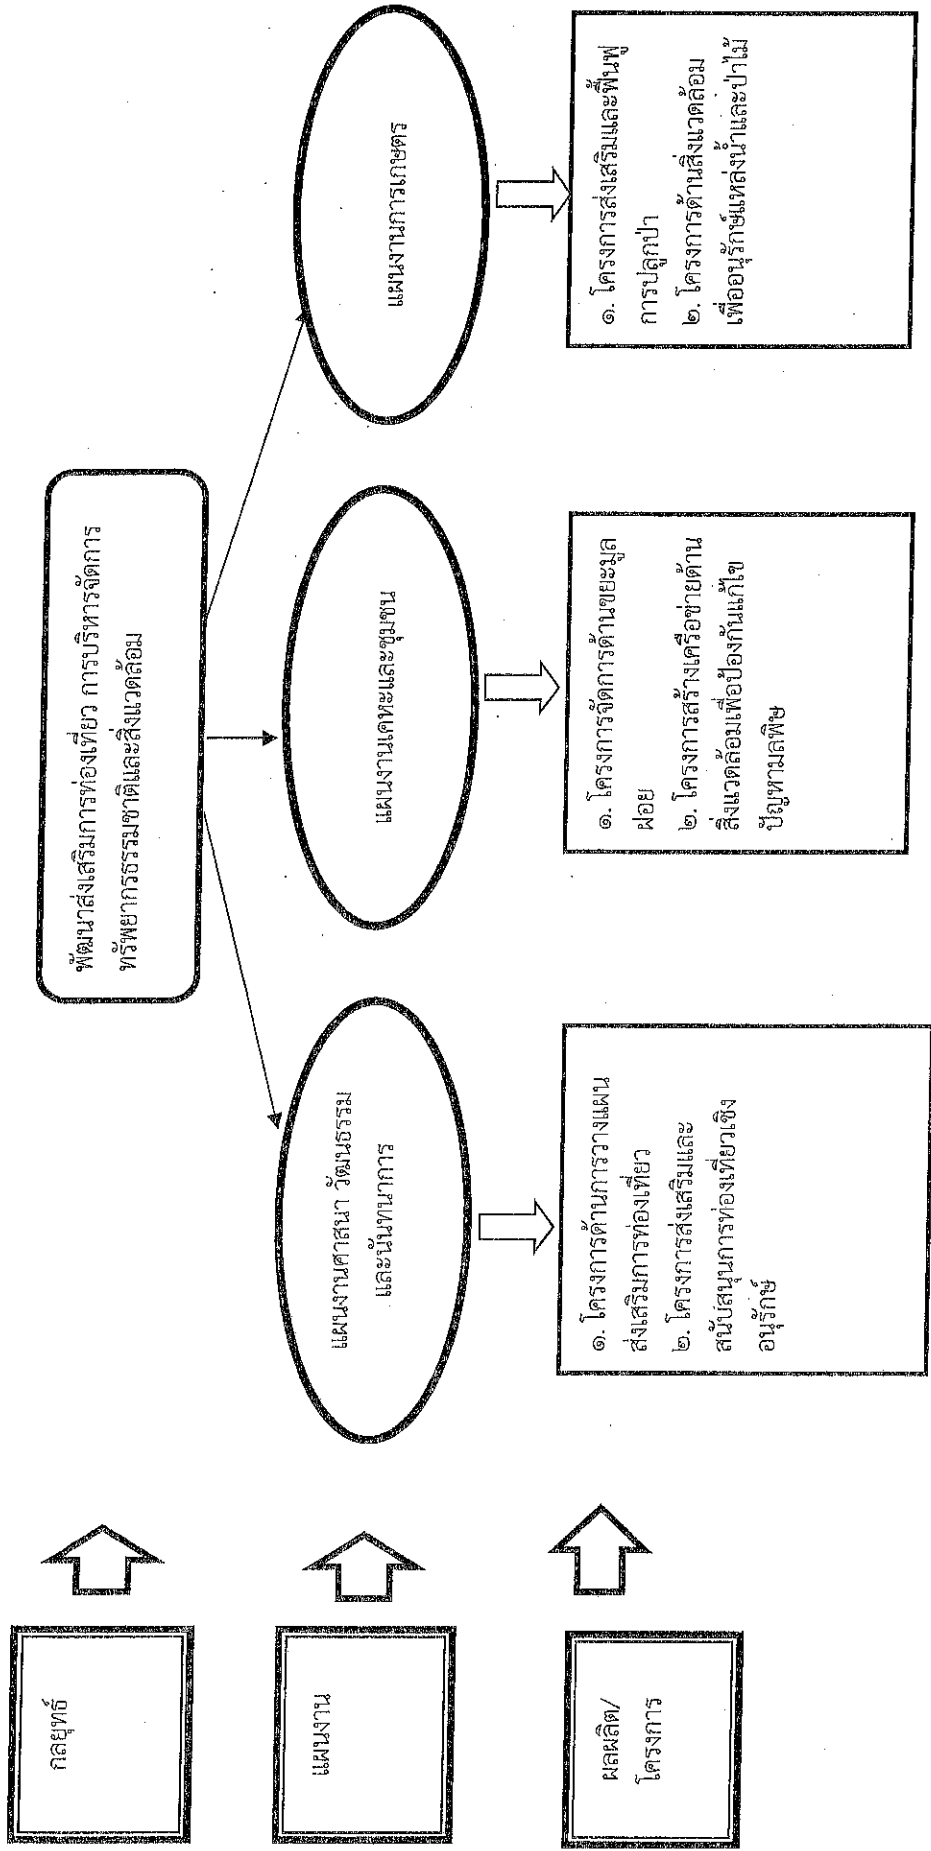 กลยุทธ์
พัฒนาส่งเสริมการท่องเที่ยว การบริหารจัดการ
ทรัพยากรธรรมชาติและสิ่งแวดล้อม
แผนงาน
แผนงานศาสนา วัฒนธรรม
และนันทนาการ
แผนงานเคหะและชุมชน
แผนงานการเกษตร
ผลผลิต/
โครงการ
๑. โครงการด้านการวางแผน
ส่งเสริมการท่องเที่ยว
๒. โครงการส่งเสริมและ
สนับสนุนการท่องเที่ยวเชิง
อนุรักษ์
๑. โครงการจัดการด้านขยะมูล
ฝอย
๒. โครงการสร้างเครือข่ายด้าน
สิ่งแวดล้อมเพื่อป้องกันแก้ไข
ปัญหามลพิษ
๑. โครงการส่งเสริมและฟื้นฟู
การปลูกป่า
๒. โครงการด้านสิ่งแวดล้อม
เพื่ออนุรักษ์แหล่งน้ำและป่าไม้